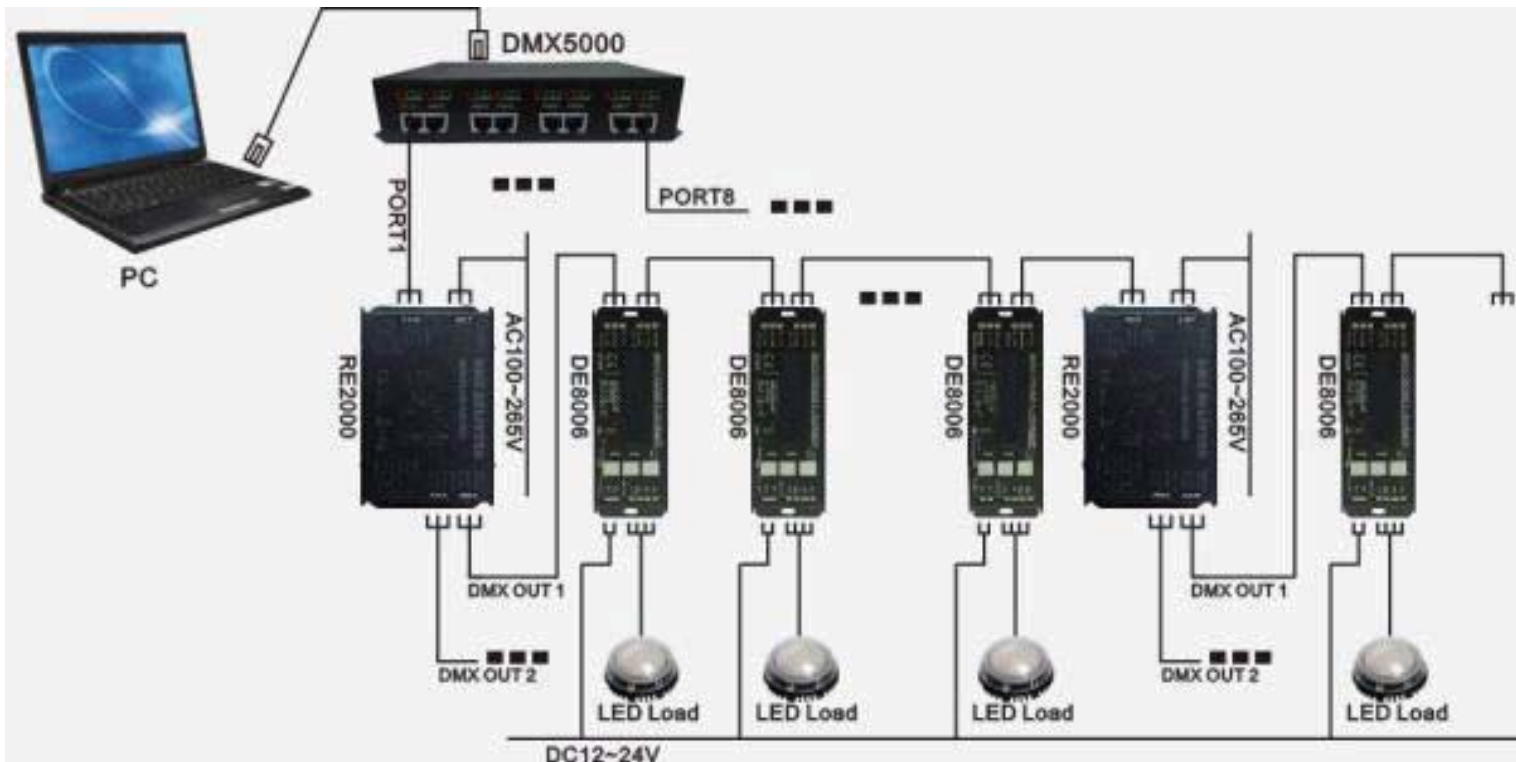 DMX5000
PORT1
PORT8
PC
RE2000
AC100~265V
DE8006
DE8006
DE8006
RE2000
AC100~265V
DE8006
DMX OUT 1
DMX OUT 1
DMX OUT 2
DMX OUT 2
LED Load
LED Load
LED Load
LED Load
DC12~24V